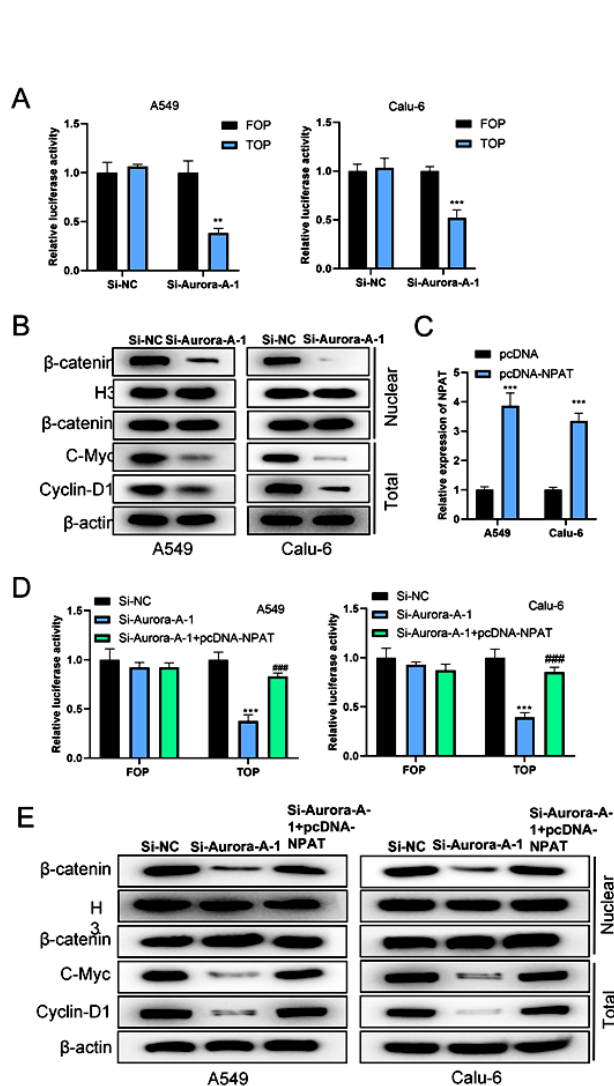 A
A549
Relative luciferase activity
1.5
1.0
0.5
0.0
FOP
TOP
**
Si-NC
Si-Aurora-A-1
Calu-6
Relative luciferase activity
1.5
1.0
0.5
0.0
FOP
TOP
***
Si-NC
Si-Aurora-A-1
B
Si-NC Si-Aurora-A-1
Si-NC Si-Aurora-A-1
β-catenin
H3
β-catenin
C-Myc
Cyclin-D1
β-actin
Nuclear
Total
A549
Calu-6
C
pcDNA
pcDNA-NPAT
Relative expression of NPAT
5
4
3
2
1
0
***
***
A549
Calu-6
D
Si-NC
Si-Aurora-A-1
Si-Aurora-A-1+pcDNA-NPAT
A549
Relative luciferase activity
1.5
1.0
0.5
0.0
***
###
FOP
TOP
Si-NC
Si-Aurora-A-1
Si-Aurora-A-1+pcDNA-NPAT
Calu-6
Relative luciferase activity
1.5
1.0
0.5
0.0
***
###
FOP
TOP
E
Si-NC
Si-Aurora-A-1
Si-Aurora-A-
1+pcDNA-
NPAT
Si-NC
Si-Aurora-A-1
Si-Aurora-A-
1+pcDNA-
NPAT
β-catenin
H
3
β-catenin
C-Myc
Cyclin-D1
β-actin
Nuclear
Total
A549
Calu-6